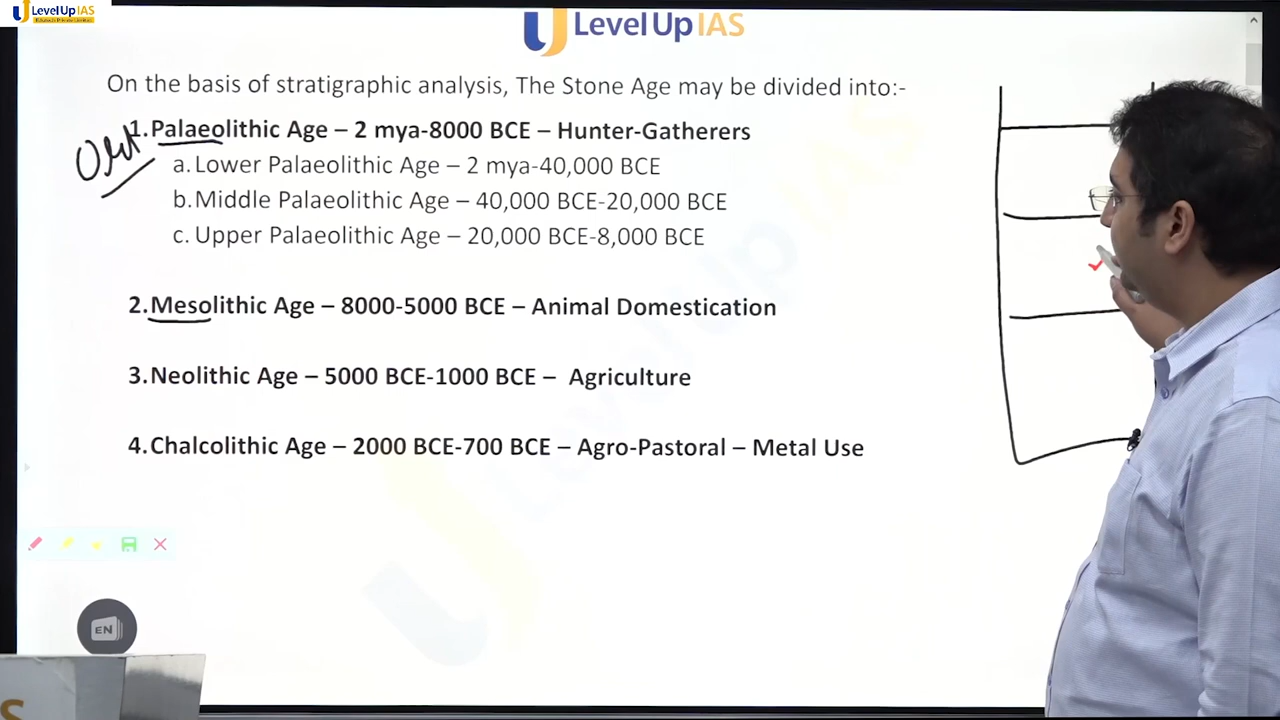 Level Up IAS
Level Up IAS
On the basis of stratigraphic analysis, The Stone Age may be divided into:-
1. Palaeolithic Age – 2 mya-8000 BCE – Hunter-Gatherers
Old
a. Lower Palaeolithic Age – 2 mya-40,000 BCE
b. Middle Palaeolithic Age – 40,000 BCE-20,000 BCE
c. Upper Palaeolithic Age – 20,000 BCE-8,000 BCE
2. Mesolithic Age – 8000-5000 BCE – Animal Domestication
3. Neolithic Age – 5000 BCE-1000 BCE – Agriculture
4. Chalcolithic Age – 2000 BCE-700 BCE – Agro-Pastoral – Metal Use
EN